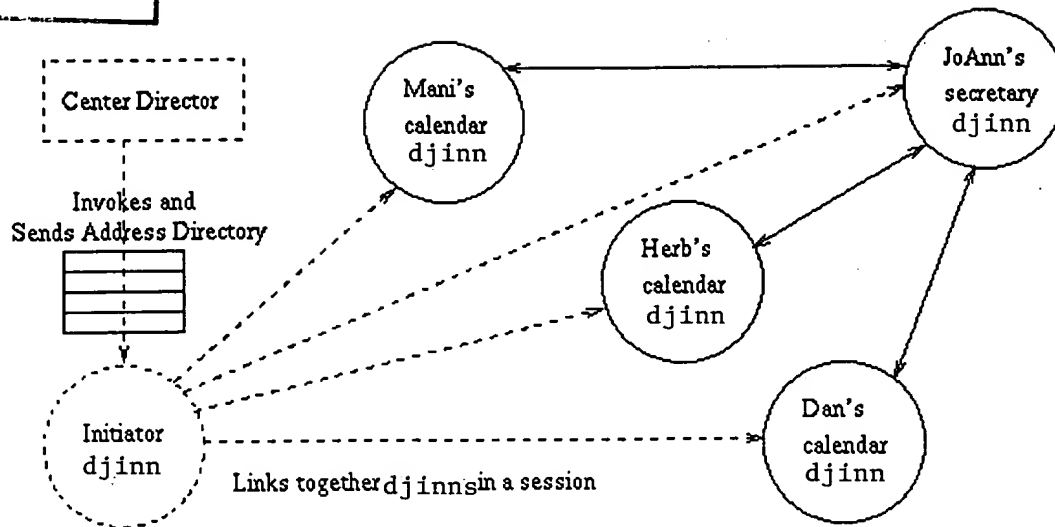 Center Director
Invokes and
Sends Address Directory
Initiator
djinn
Mani's
calendar
djinn
JoAnn's
secretary
djinn
Herb's
calendar
djinn
Dan's
calendar
djinn
Links together djinns in a session